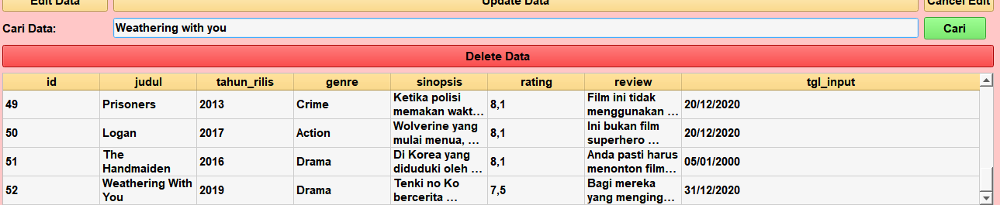 Edit Data Update Data Cancel Edit
Cari Data: Weathering with you Cari
Delete Data
id judul tahun_rilis genre sinopsis rating review tgl_input
49 Prisoners 2013 Crime Ketika polisi memakan wakt... 8,1 Film ini tidak menggunakan ... 20/12/2020
50 Logan 2017 Action Wolverine yang mulai menua, ... 8,1 Ini bukan film superhero ... 20/12/2020
51 The Handmaiden 2016 Drama Di Korea yang diduduki oleh ... 8,1 Anda pasti harus menonton film... 05/01/2000
52 Weathering With You 2019 Drama Tenki no Ko bercerita ... 7,5 Bagi mereka yang menging... 31/12/2020